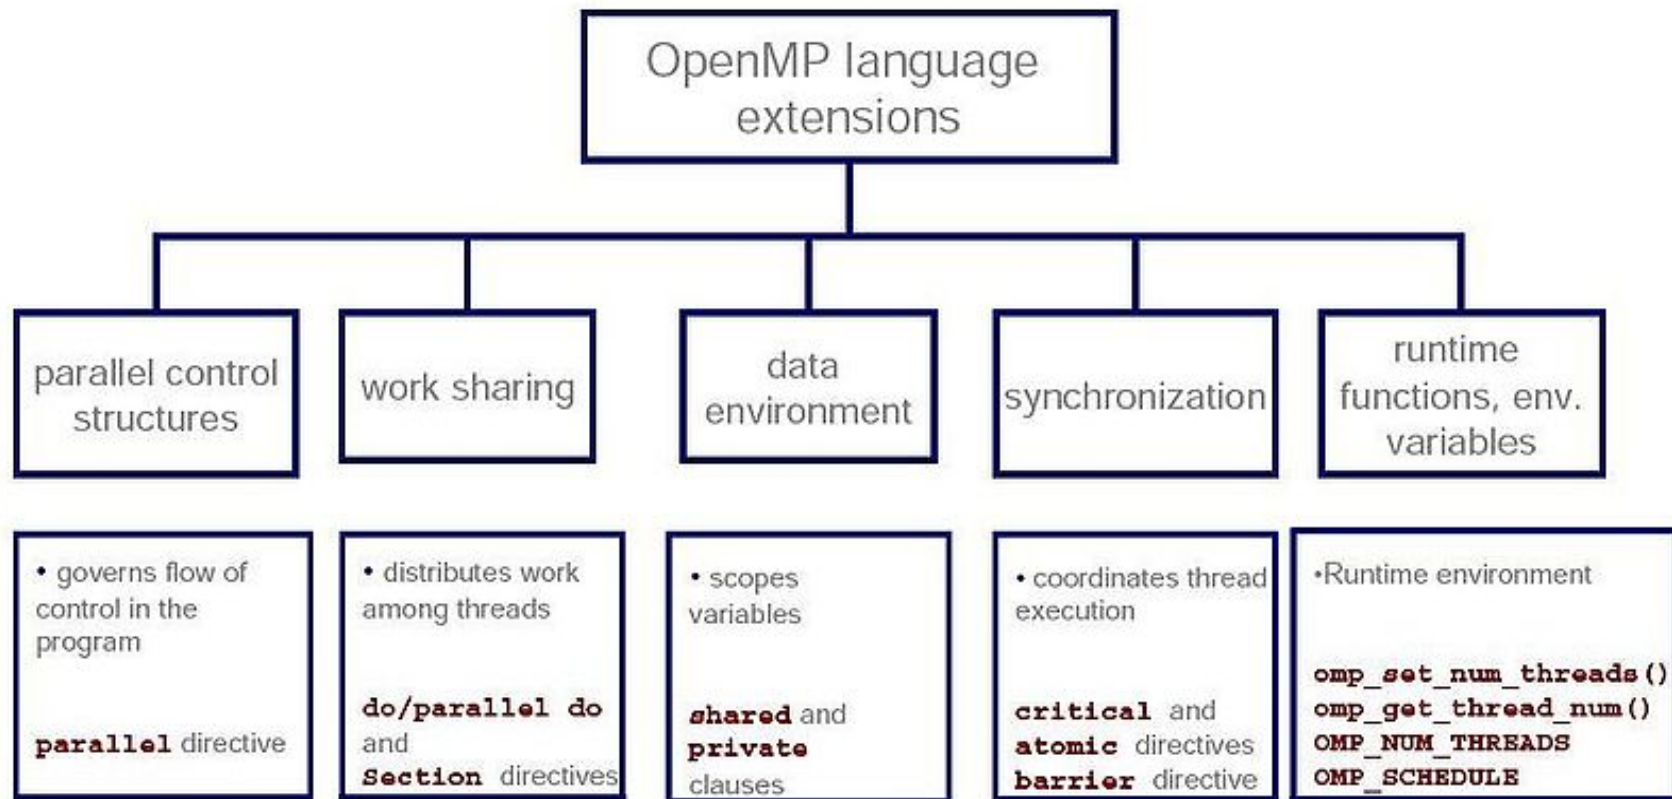 OpenMP language
extensions
parallel control
structures
work sharing
data
environment
synchronization
runtime
functions, env.
variables
• governs flow of
control in the
program
parallel directive
• distributes work
among threads
do/parallel do
and
Section directives
• scopes
variables
shared and
private
clauses
• coordinates thread
execution
critical and
atomic directives
barrier directive
•Runtime environment
omp_set_num_threads()
omp_get_thread_num()
OMP_NUM_THREADS
OMP_SCHEDULE